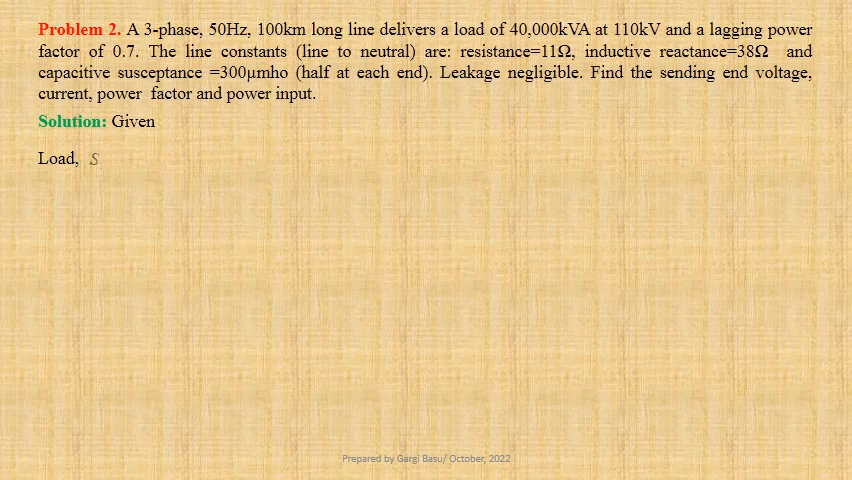 Problem 2. A 3-phase, 50Hz, 100km long line delivers a load of 40,000kVA at 110kV and a lagging power
factor of 0.7. The line constants (line to neutral) are: resistance=11Ω, inductive reactance=38Ω and
capacitive susceptance =300µmho (half at each end). Leakage negligible. Find the sending end voltage,
current, power factor and power input.
Solution: Given
Load, S
Prepared by Gargi Basu/ October, 2022